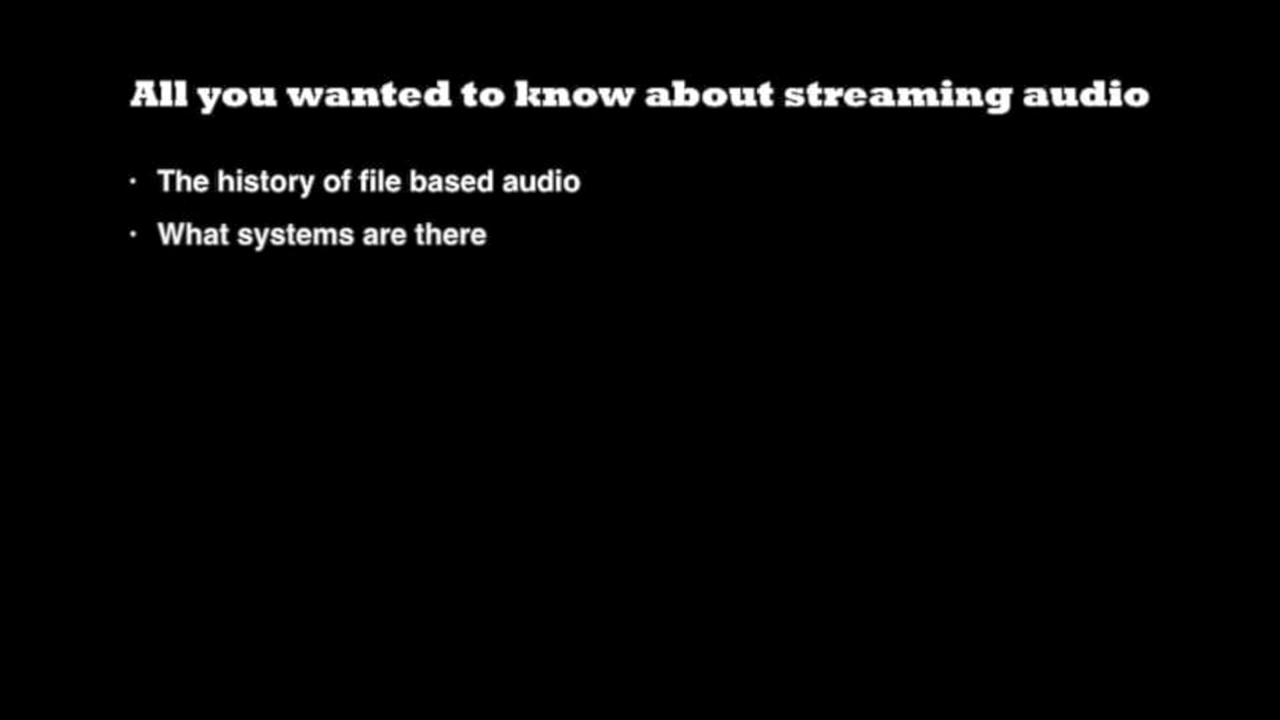 All you wanted to know about streaming audio
· The history of file based audio
· What systems are there